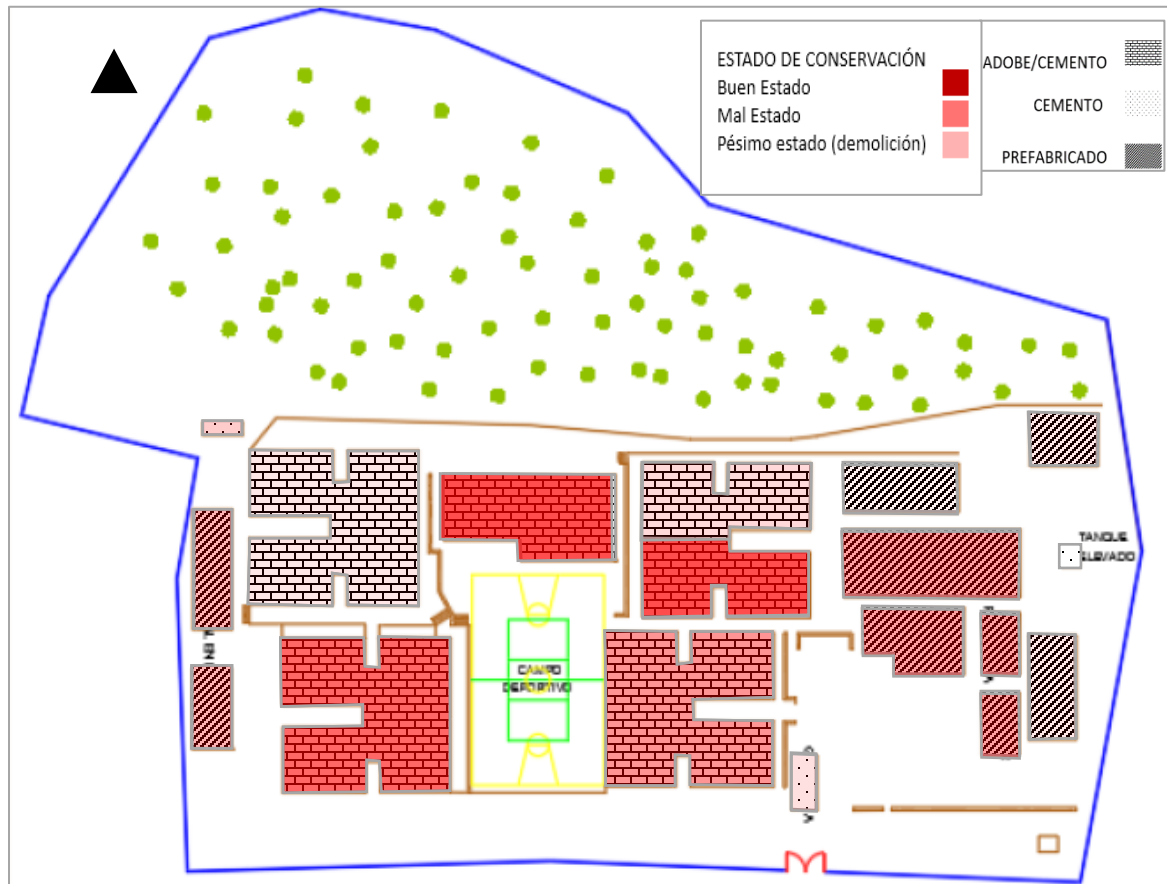 ESTADO DE CONSERVACIÓN
Buen Estado
Mal Estado
Pésimo estado (demolición)
ADOBE/CEMENTO
CEMENTO
PREFABRICADO
TANQUE
ELEVADO
CAMPO
DEPORTIVO